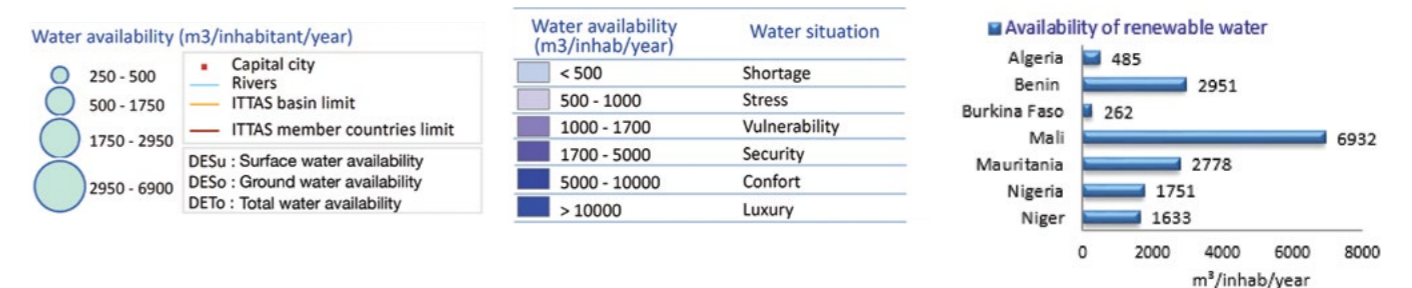 Water availability (m3/inhabitant/year)
250 - 500
500 - 1750
1750 - 2950
2950 - 6900
Capital city
Rivers
ITTAS basin limit
ITTAS member countries limit
DESu : Surface water availability
DESo : Ground water availability
DETo : Total water availability
Water availability
(m3/inhab/year)
Water situation
< 500 Shortage
500 - 1000 Stress
1000 - 1700 Vulnerability
1700 - 5000 Security
5000 - 10000 Confort
> 10000 Luxury
Availability of renewable water
Algeria 485
Benin 2951
Burkina Faso 262
Mali 6932
Mauritania 2778
Nigeria 1751
Niger 1633
0 2000 4000 6000 8000
m³/inhab/year